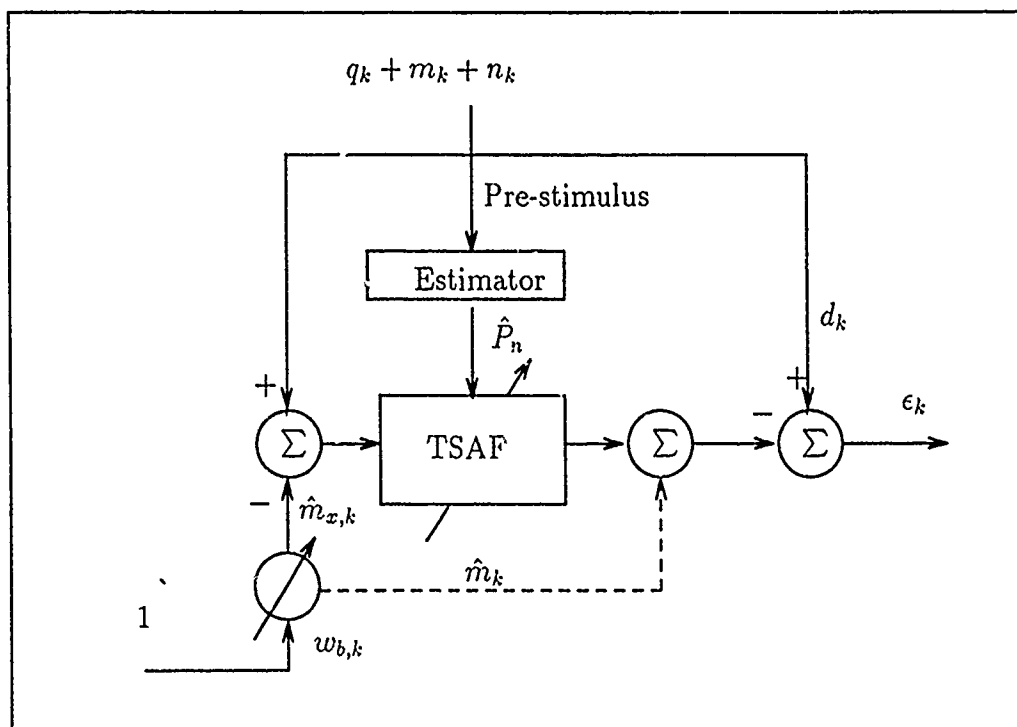 q_k + m_k + n_k
Pre-stimulus
Estimator
\hat{P}_n
d_k
+
+
ϵ_k
−
Σ
TSAF
Σ
Σ
−
\hat{m}_{x,k}
\hat{m}_k
1
w_{b,k}